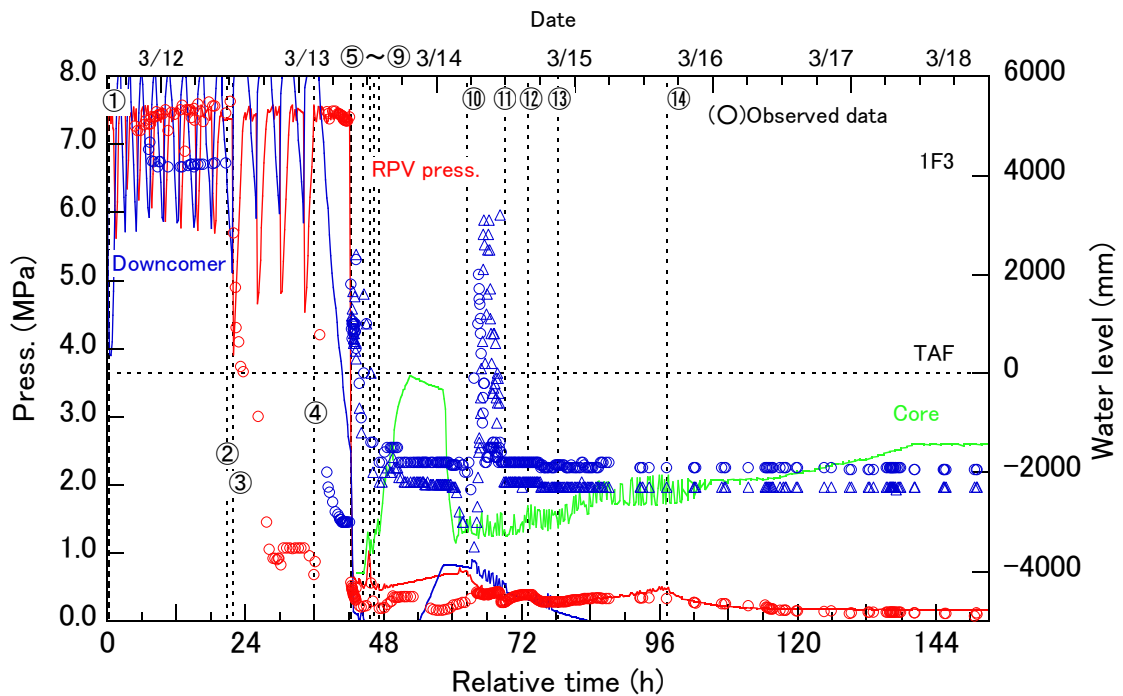 Date
3/12 3/13 ⑤～⑨ 3/14 3/15 3/16 3/17 3/18
8.0 6000
① ⑩ ⑪ ⑫ ⑬ ⑭ (○)Observed data
7.0
RPV press. 1F3
4000
6.0
Downcomer
5.0 2000
4.0 TAF
0
3.0 ④ Core
② 
2.0 ③ −2000
1.0
−4000
0.0
0 24 48 72 96 120 144
Relative time (h)
Press. (MPa)
Water level (mm)